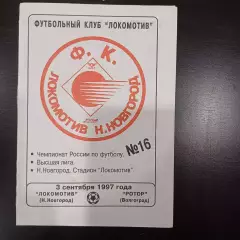 ФУТБОЛЬНЫЙ КЛУБ "ЛОКОМОТИВ"
Ф. К.
ЛОКОМОТИВ Н.НОВГОРОД
№16
• Чемпионат России по футболу.
• Высшая лига.
• Н.Новгород. Стадион "Локомотив".
3 сентября 1997 года
"ЛОКОМОТИВ" "РОТОР"
(Н.Новгород) (Волгоград)